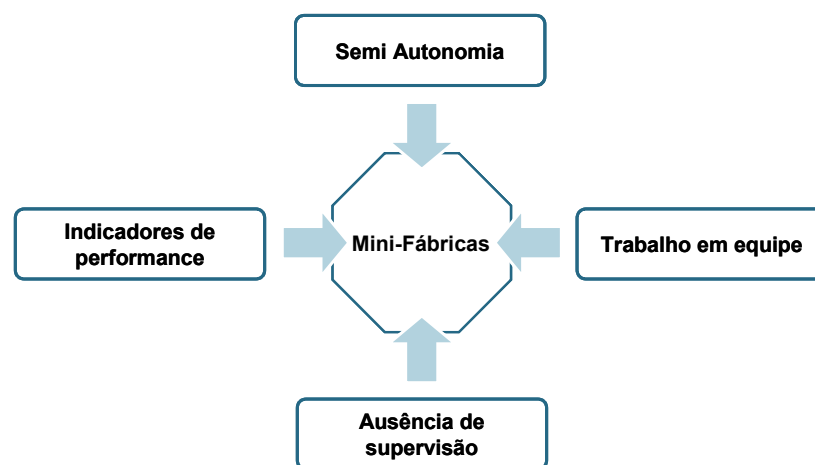 Semi Autonomia
Indicadores de
performance
Mini-Fábricas
Trabalho em equipe
Ausência de
supervisão